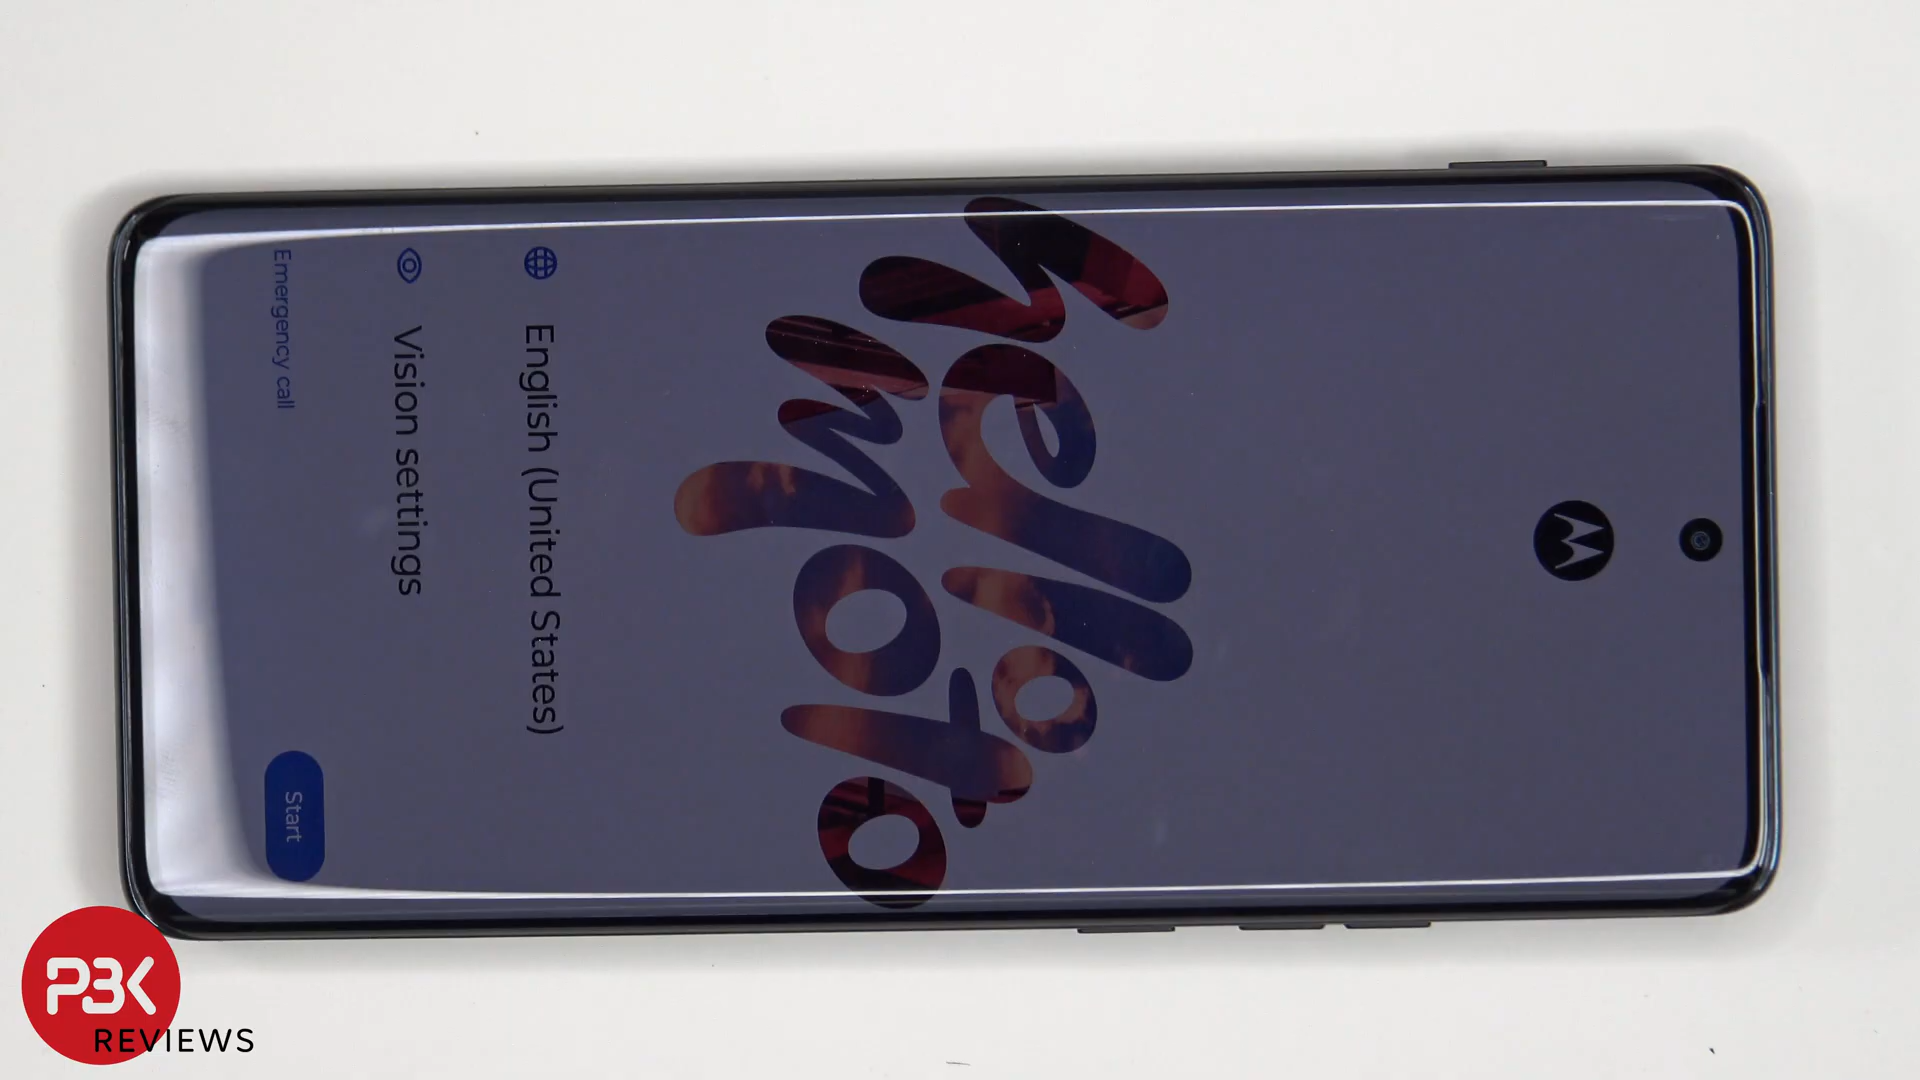 hello
moto
English (United States)
Vision settings
Emergency call
Start
PBK
REVIEWS